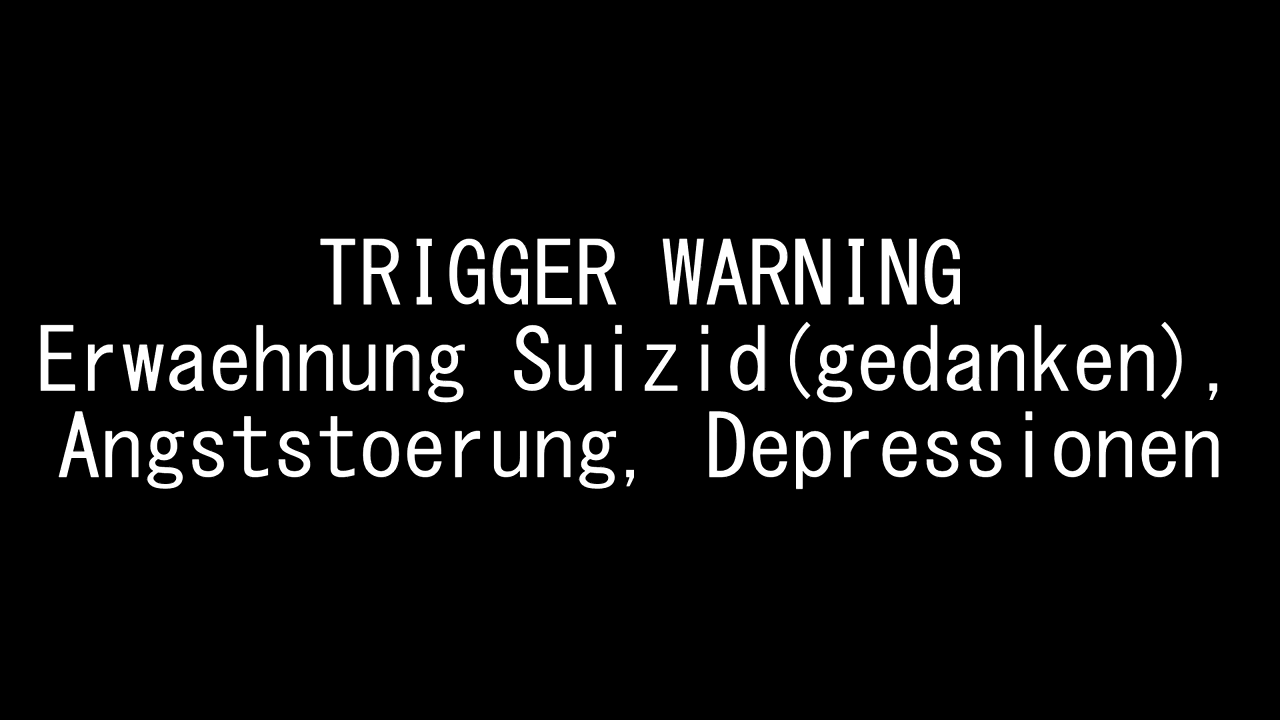 TRIGGER WARNING
Erwaehnung Suizid(gedanken),
Angststoerung, Depressionen